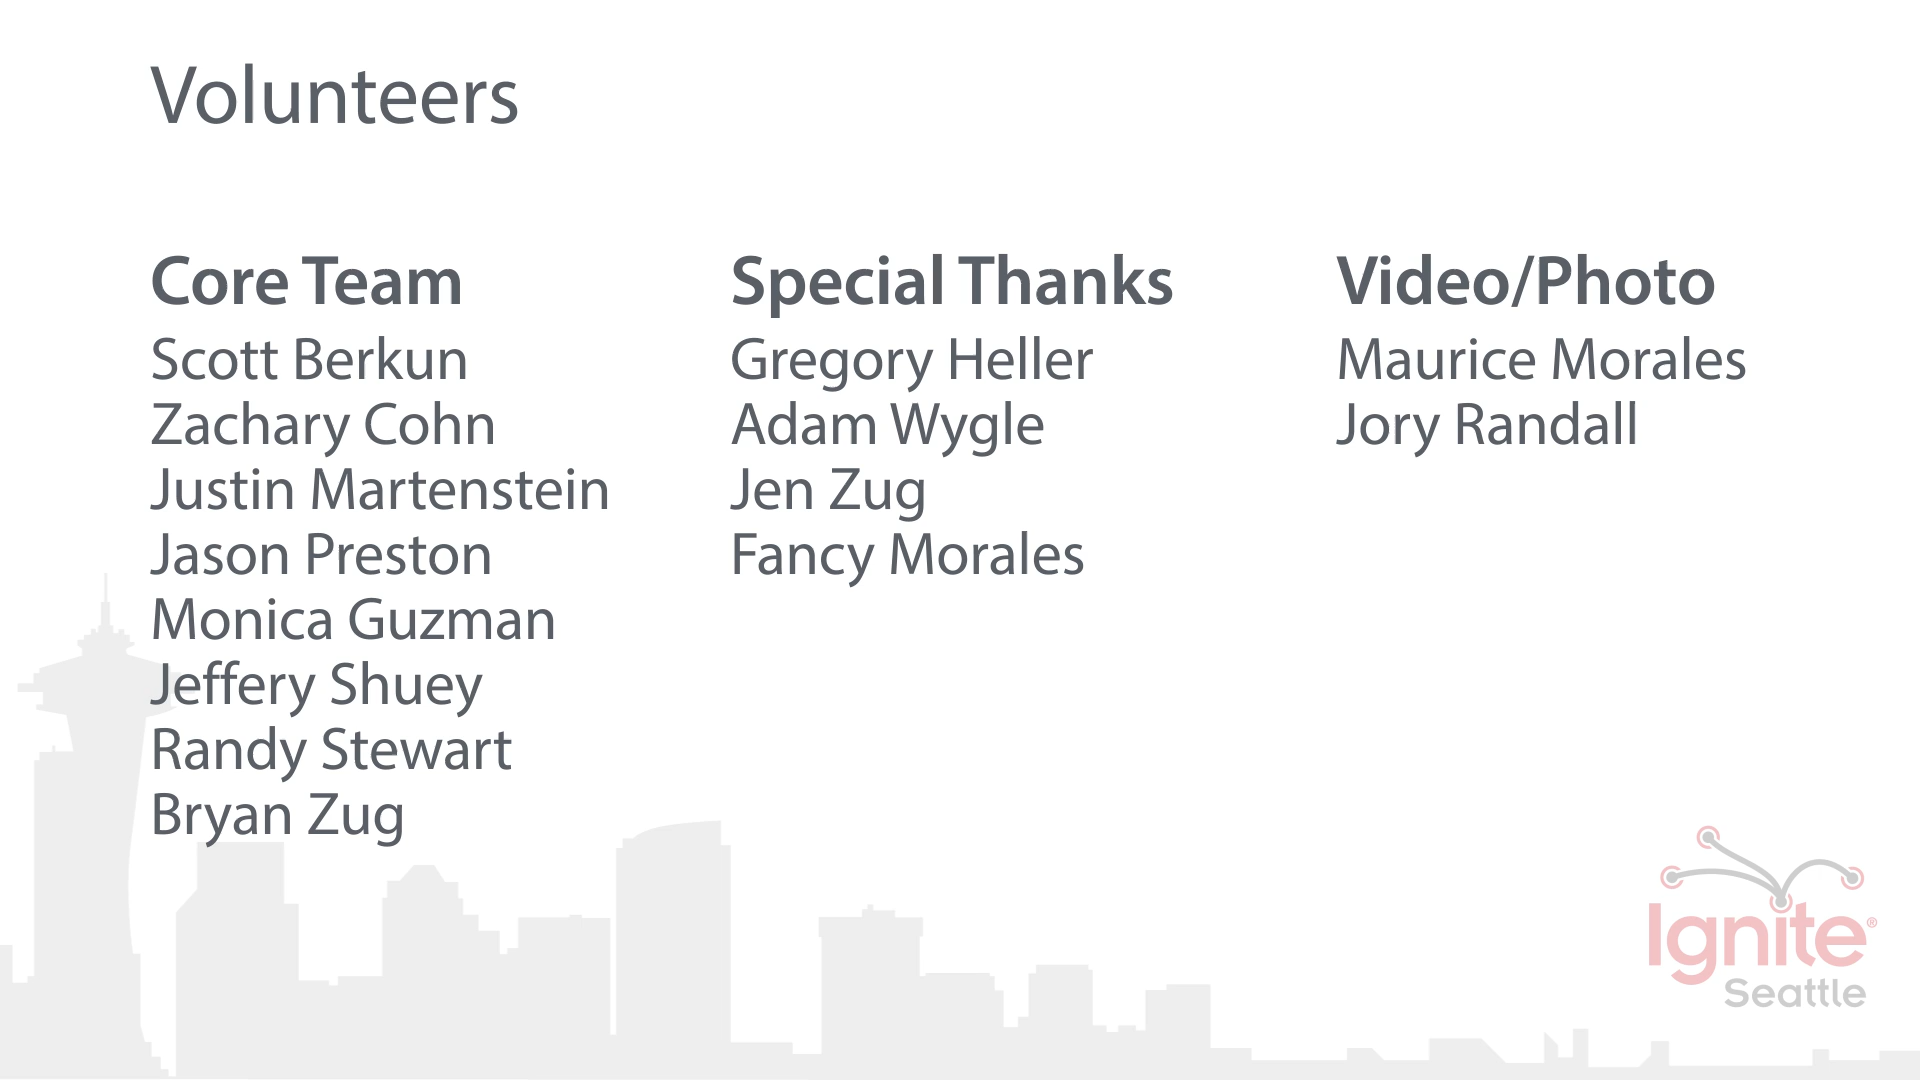 Volunteers
Core Team
Scott Berkun
Zachary Cohn
Justin Martenstein
Jason Preston
Monica Guzman
Jeffery Shuey
Randy Stewart
Bryan Zug
Special Thanks
Gregory Heller
Adam Wygle
Jen Zug
Fancy Morales
Video/Photo
Maurice Morales
Jory Randall
Ignite®
Seattle